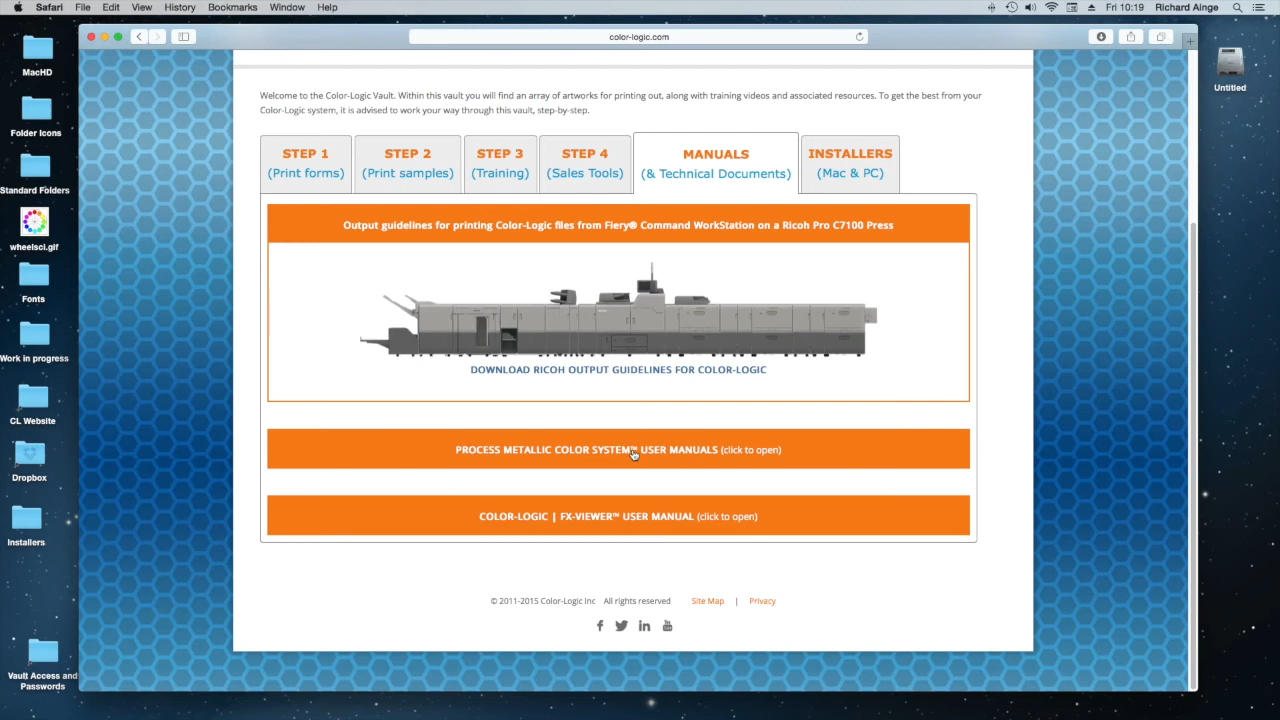 Safari File Edit View History Bookmarks Window Help
Fri 10:19 Richard Ainge
color-logic.com
MacHD
Folder Icons
Standard Folders
wheelsci.gif
Fonts
Work in progress
CL Website
Dropbox
Installers
Vault Access and
Passwords
Untitled
Welcome to the Color-Logic Vault. Within this vault you will find an array of artworks for printing out, along with training videos and associated resources. To get the best from your
Color-Logic system, it is advised to work your way through this vault, step-by-step.
STEP 1
(Print forms)
STEP 2
(Print samples)
STEP 3
(Training)
STEP 4
(Sales Tools)
MANUALS
(& Technical Documents)
INSTALLERS
(Mac & PC)
Output guidelines for printing Color-Logic files from Fiery® Command WorkStation on a Ricoh Pro C7100 Press
DOWNLOAD RICOH OUTPUT GUIDELINES FOR COLOR-LOGIC
PROCESS METALLIC COLOR SYSTEM™ USER MANUALS (click to open)
COLOR-LOGIC | FX-VIEWER™ USER MANUAL (click to open)
© 2011-2015 Color-Logic Inc All rights reserved Site Map | Privacy